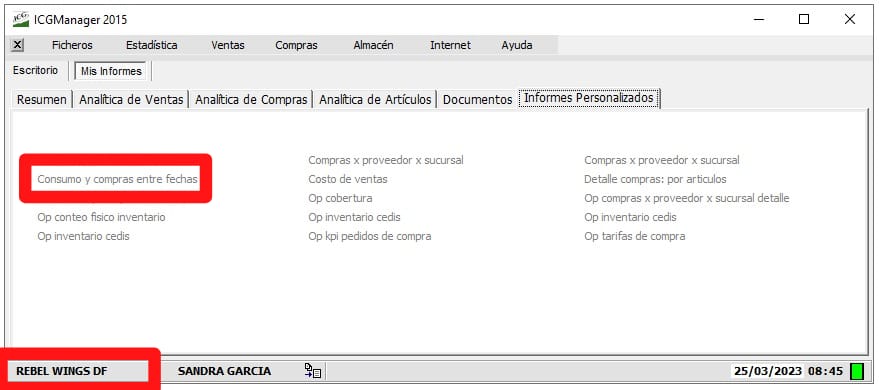 ICG ICGManager 2015
X Ficheros Estadística Ventas Compras Almacén Internet Ayuda
Escritorio Mis Informes
Resumen Analítica de Ventas Analítica de Compras Analítica de Artículos Documentos Informes Personalizados
Compras x proveedor x sucursal Compras x proveedor x sucursal
Consumo y compras entre fechas Costo de ventas Detalle compras: por articulos
Op cobertura Op compras x proveedor x sucursal detalle
Op conteo fisico inventario Op inventario cedis Op inventario cedis
Op inventario cedis Op kpi pedidos de compra Op tarifas de compra
REBEL WINGS DF SANDRA GARCIA 25/03/2023 08:45